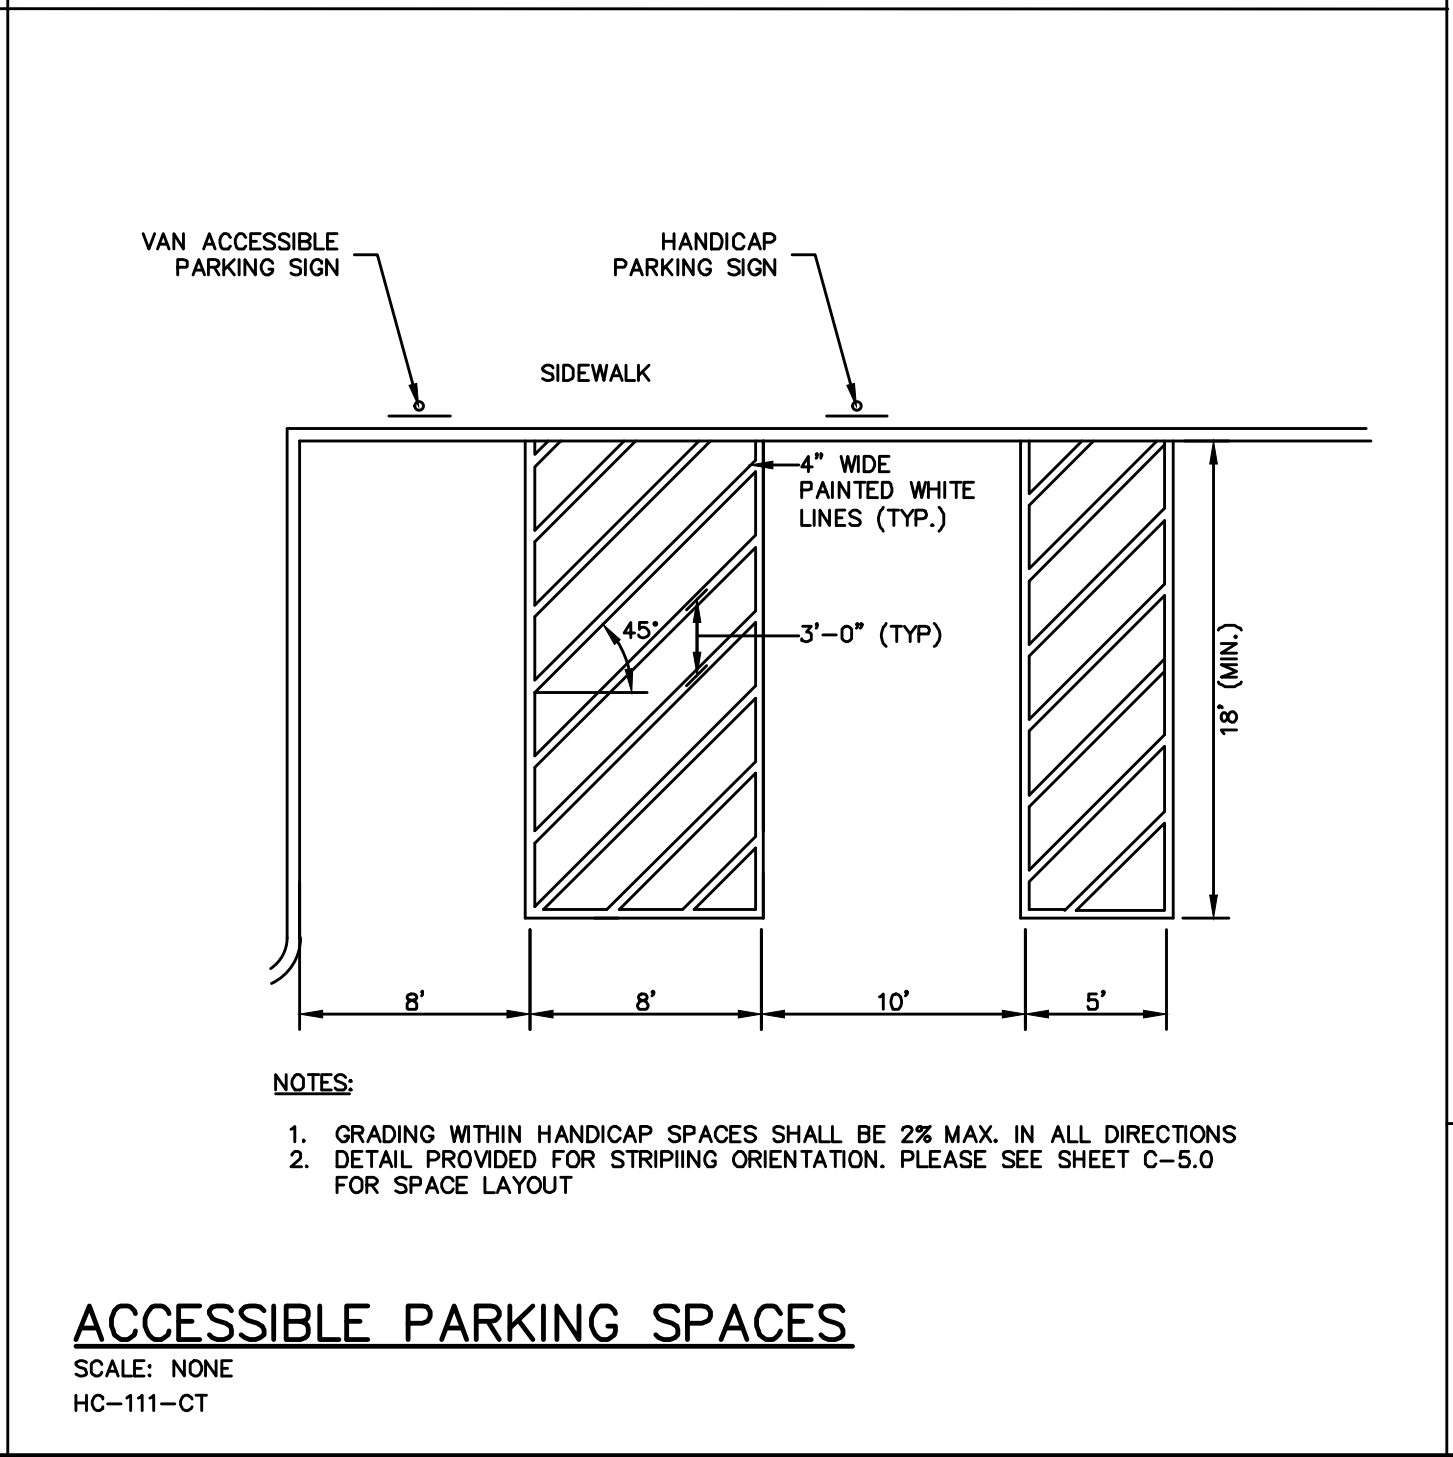 VAN ACCESSIBLE
PARKING SIGN
HANDICAP
PARKING SIGN
SIDEWALK
4" WIDE
PAINTED WHITE
LINES (TYP.)
45°
3'-0" (TYP)
18' (MIN.)
8'
8'
10'
5'
NOTES:
1. GRADING WITHIN HANDICAP SPACES SHALL BE 2% MAX. IN ALL DIRECTIONS
2. DETAIL PROVIDED FOR STRIPIING ORIENTATION. PLEASE SEE SHEET C-5.0
FOR SPACE LAYOUT
ACCESSIBLE PARKING SPACES
SCALE: NONE
HC-111-CT